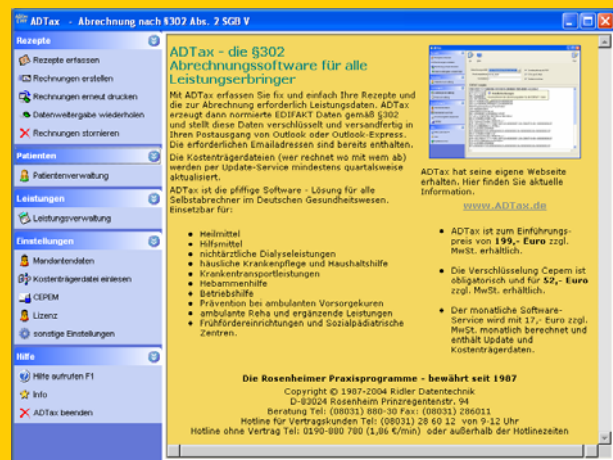 ADTax - Abrechnung nach §302 Abs. 2 SGB V
Rezepte
Rezepte erfassen
Rechnungen erstellen
Rechnungen erneut drucken
Datenweitergabe wiederholen
Rechnungen stornieren
Patienten
Patientenverwaltung
Leistungen
Leistungsverwaltung
Einstellungen
Mandantendaten
Kostenträgerdatei einlesen
CEPEM
Lizenz
sonstige Einstellungen
Hilfe
Hilfe aufrufen F1
Info
ADTax beenden
ADTax - die §302
Abrechnungssoftware für alle
Leistungserbringer
Mit ADTax erfassen Sie fix und einfach Ihre Rezepte und
die zur Abrechnung erforderlich Leistungsdaten. ADTax
erzeugt dann normierte EDIFAKT Daten gemäß §302
und stellt diese Daten verschlüsselt und versandfertig in
Ihren Postausgang von Outlook oder Outlook-Express.
Die erforderlichen Emailadressen sind bereits enthalten.
Die Kostenträgerdateien (wer rechnet wo mit wem ab)
werden per Update-Service mindestens quartalsweise
aktualisiert.
ADTax ist die pfiffige Software - Lösung für alle
Selbstabrechner im Deutschen Gesundheitswesen.
Einsetzbar für:
Heilmittel
Hilfsmittel
nichtärztliche Dialyseleistungen
häusliche Krankenpflege und Haushaltshilfe
Krankentransportleistungen
Hebammenhilfe
Betriebshilfe
Prävention bei ambulanten Vorsorgekuren
ambulante Reha und ergänzende Leistungen
Frühfördereinrichtungen und Sozialpädiatrische
Zentren.
ADTax hat seine eigene Webseite
erhalten. Hier finden Sie aktuelle
Information.
www.ADTax.de
ADTax ist zum Einführungs-
preis von 199,- Euro zzgl.
MwSt. erhältlich.
Die Verschlüsselung Cepem ist
obligorisch und für 52,- Euro
zzgl. MwSt. erhältlich.
Der monatliche Software-
Service wird mit 17,- Euro zzgl.
MwSt. monatlich berechnet und
enthält Update und
Kostenträgerdaten.
Die Rosenheimer Praxisprogramme - bewährt seit 1987
Copyright © 1987-2004 Ridler Datentechnik
D-83024 Rosenheim Prinzregentenstr. 94
Beratung Tel: (08031) 880-30 Fax: (08031) 286011
Hotline für Vertragskunden Tel: (08031) 28 60 12 von 9-12 Uhr
Hotline ohne Vertrag Tel: 0190-880 780 (1,86 €/min) oder außerhalb der Hotlinezeiten